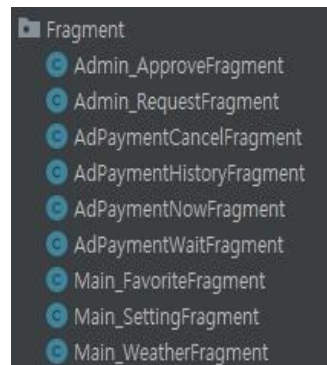 Fragment
Admin_ApproveFragment
Admin_RequestFragment
AdPaymentCancelFragment
AdPaymentHistoryFragment
AdPaymentNowFragment
AdPaymentWaitFragment
Main_FavoriteFragment
Main_SettingFragment
Main_WeatherFragment